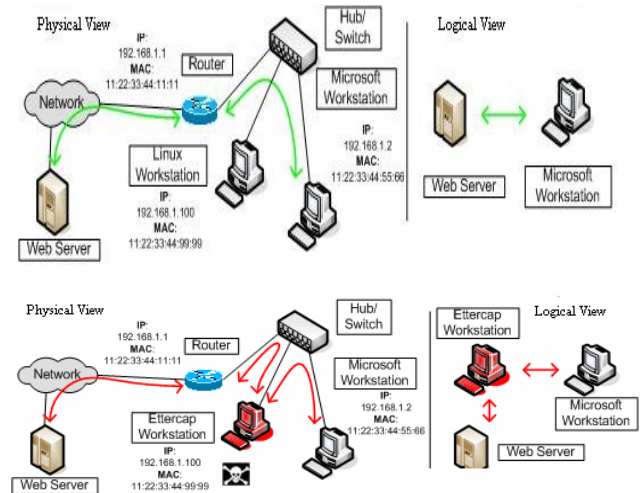 Physical View
IP:
192.168.1.1
MAC:
11:22:33:44:11:11
Router
Hub/
Switch
Logical View
Network
Microsoft
Workstation
IP:
192.168.1.2
MAC:
11:22:33:44:55:66
Linux
Workstation
IP:
192.168.1.100
MAC:
11:22:33:44:99:99
Web Server
Web Server
Microsoft
Workstation
Physical View
IP:
192.168.1.1
MAC:
11:22:33:44:11:11
Router
Hub/
Switch
Ettercap
Workstation
Logical View
Network
Microsoft
Workstation
IP:
192.168.1.2
MAC:
11:22:33:44:55:66
Ettercap
Workstation
IP:
192.168.1.100
MAC:
11:22:33:44:99:99
Web Server
Microsoft
Workstation
Web Server